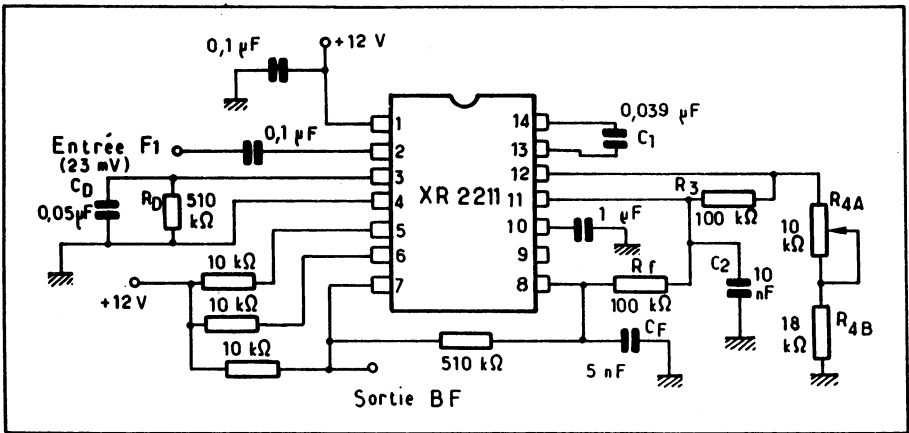 0,1 µF
+12 V
0,039 µF
C1
Entrée F1
(23 mV)
0,1 µF
CD
0,05µF
RD
510
kΩ
XR 2211
1
2
3
4
5
6
7
14
13
12
11
10
9
8
R3
100 kΩ
R4A
10
kΩ
1 µF
10 kΩ
+12 V
10 kΩ
10 kΩ
Rf
100 kΩ
C2
10
nF
18
kΩ
R4B
510 kΩ
CF
5 nF
Sortie BF